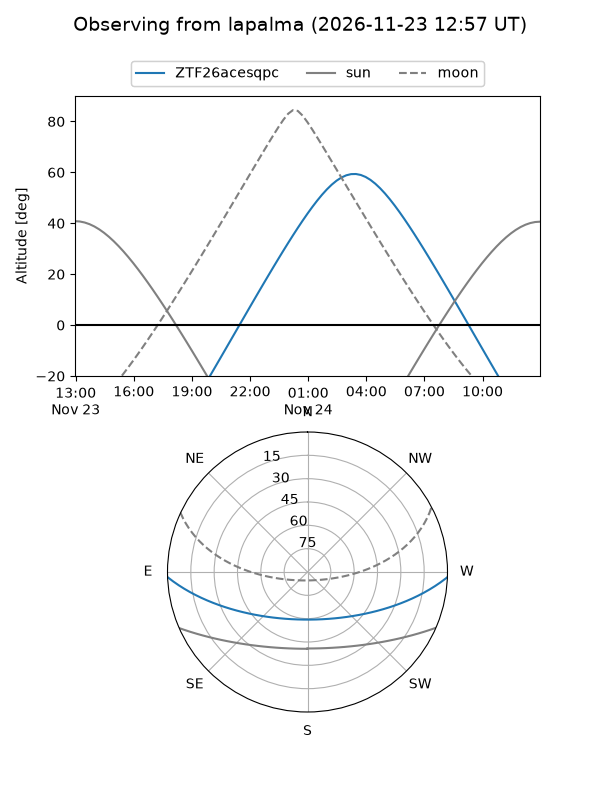 Observing from lapalma (2026-11-23 12:57 UT)
ZTF26acesqpc sun moon
Altitude [deg]
80
60
40
20
0
−20
13:00 16:00 19:00 22:00 01:00 04:00 07:00 10:00
Nov 23 Nov 24
N
NE NW
15
30
45
60
75
E W
SE SW
S